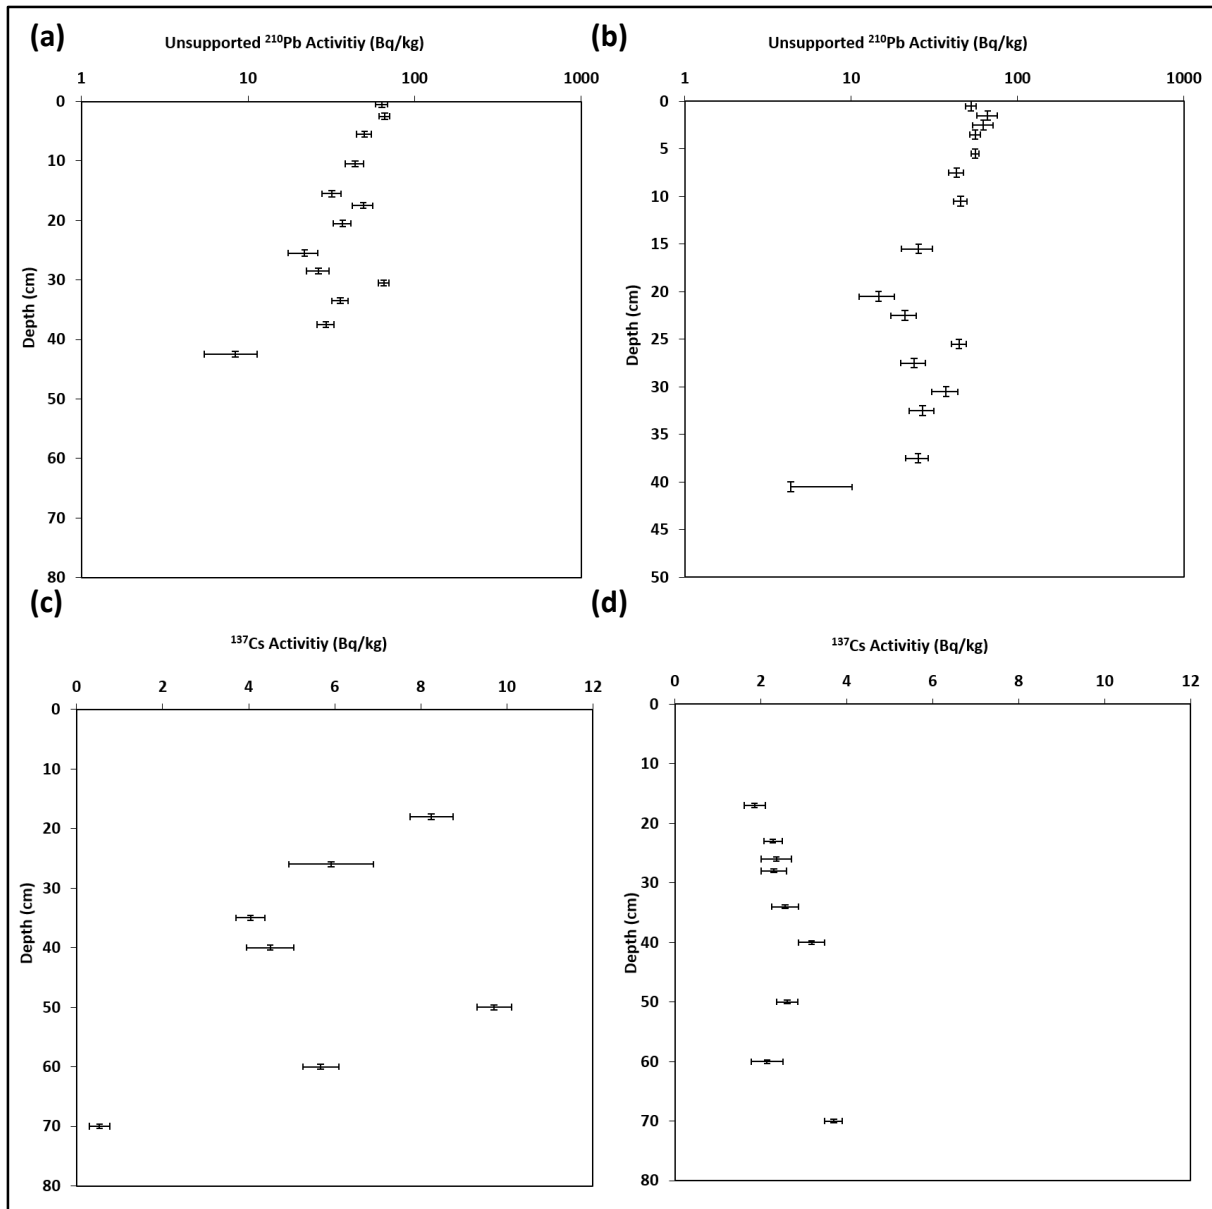 (a)
Unsupported ²¹⁰Pb Activitiy (Bq/kg)
1 10 100 1000
0
10
20
30
40
50
60
70
80
Depth (cm)
(b)
Unsupported ²¹⁰Pb Activitiy (Bq/kg)
1 10 100 1000
0
5
10
15
20
25
30
35
40
45
50
Depth (cm)
(c)
¹³⁷Cs Activitiy (Bq/kg)
0 2 4 6 8 10 12
0
10
20
30
40
50
60
70
80
Depth (cm)
(d)
¹³⁷Cs Activitiy (Bq/kg)
0 2 4 6 8 10 12
0
10
20
30
40
50
60
70
80
Depth (cm)